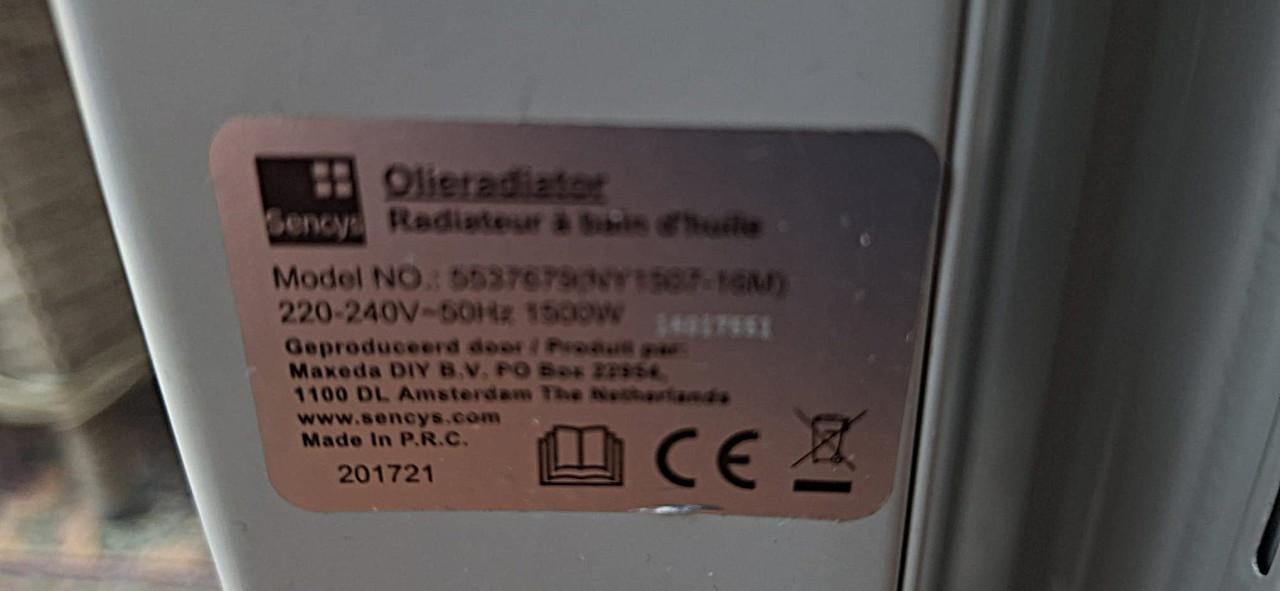 Sencys
Olieradiator
Radiateur à bain d'huile
Model NO.: 5537679(NY1507-16M)
220-240V~50Hz 1500W
Geproduceerd door / Produit par:
Maxeda DIY B.V. PO Box 22954,
1100 DL Amsterdam The Netherlands
www.sencys.com
Made In P.R.C.
201721
CE